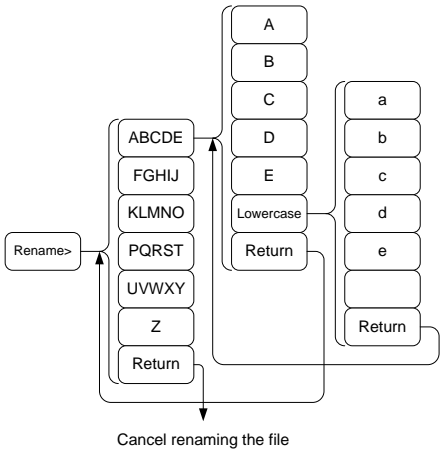 Rename>
ABCDE
FGHIJ
KLMNO
PQRST
UVWXY
Z
Return
A
B
C
D
E
Lowercase
Return
a
b
c
d
e
Return
Cancel renaming the file